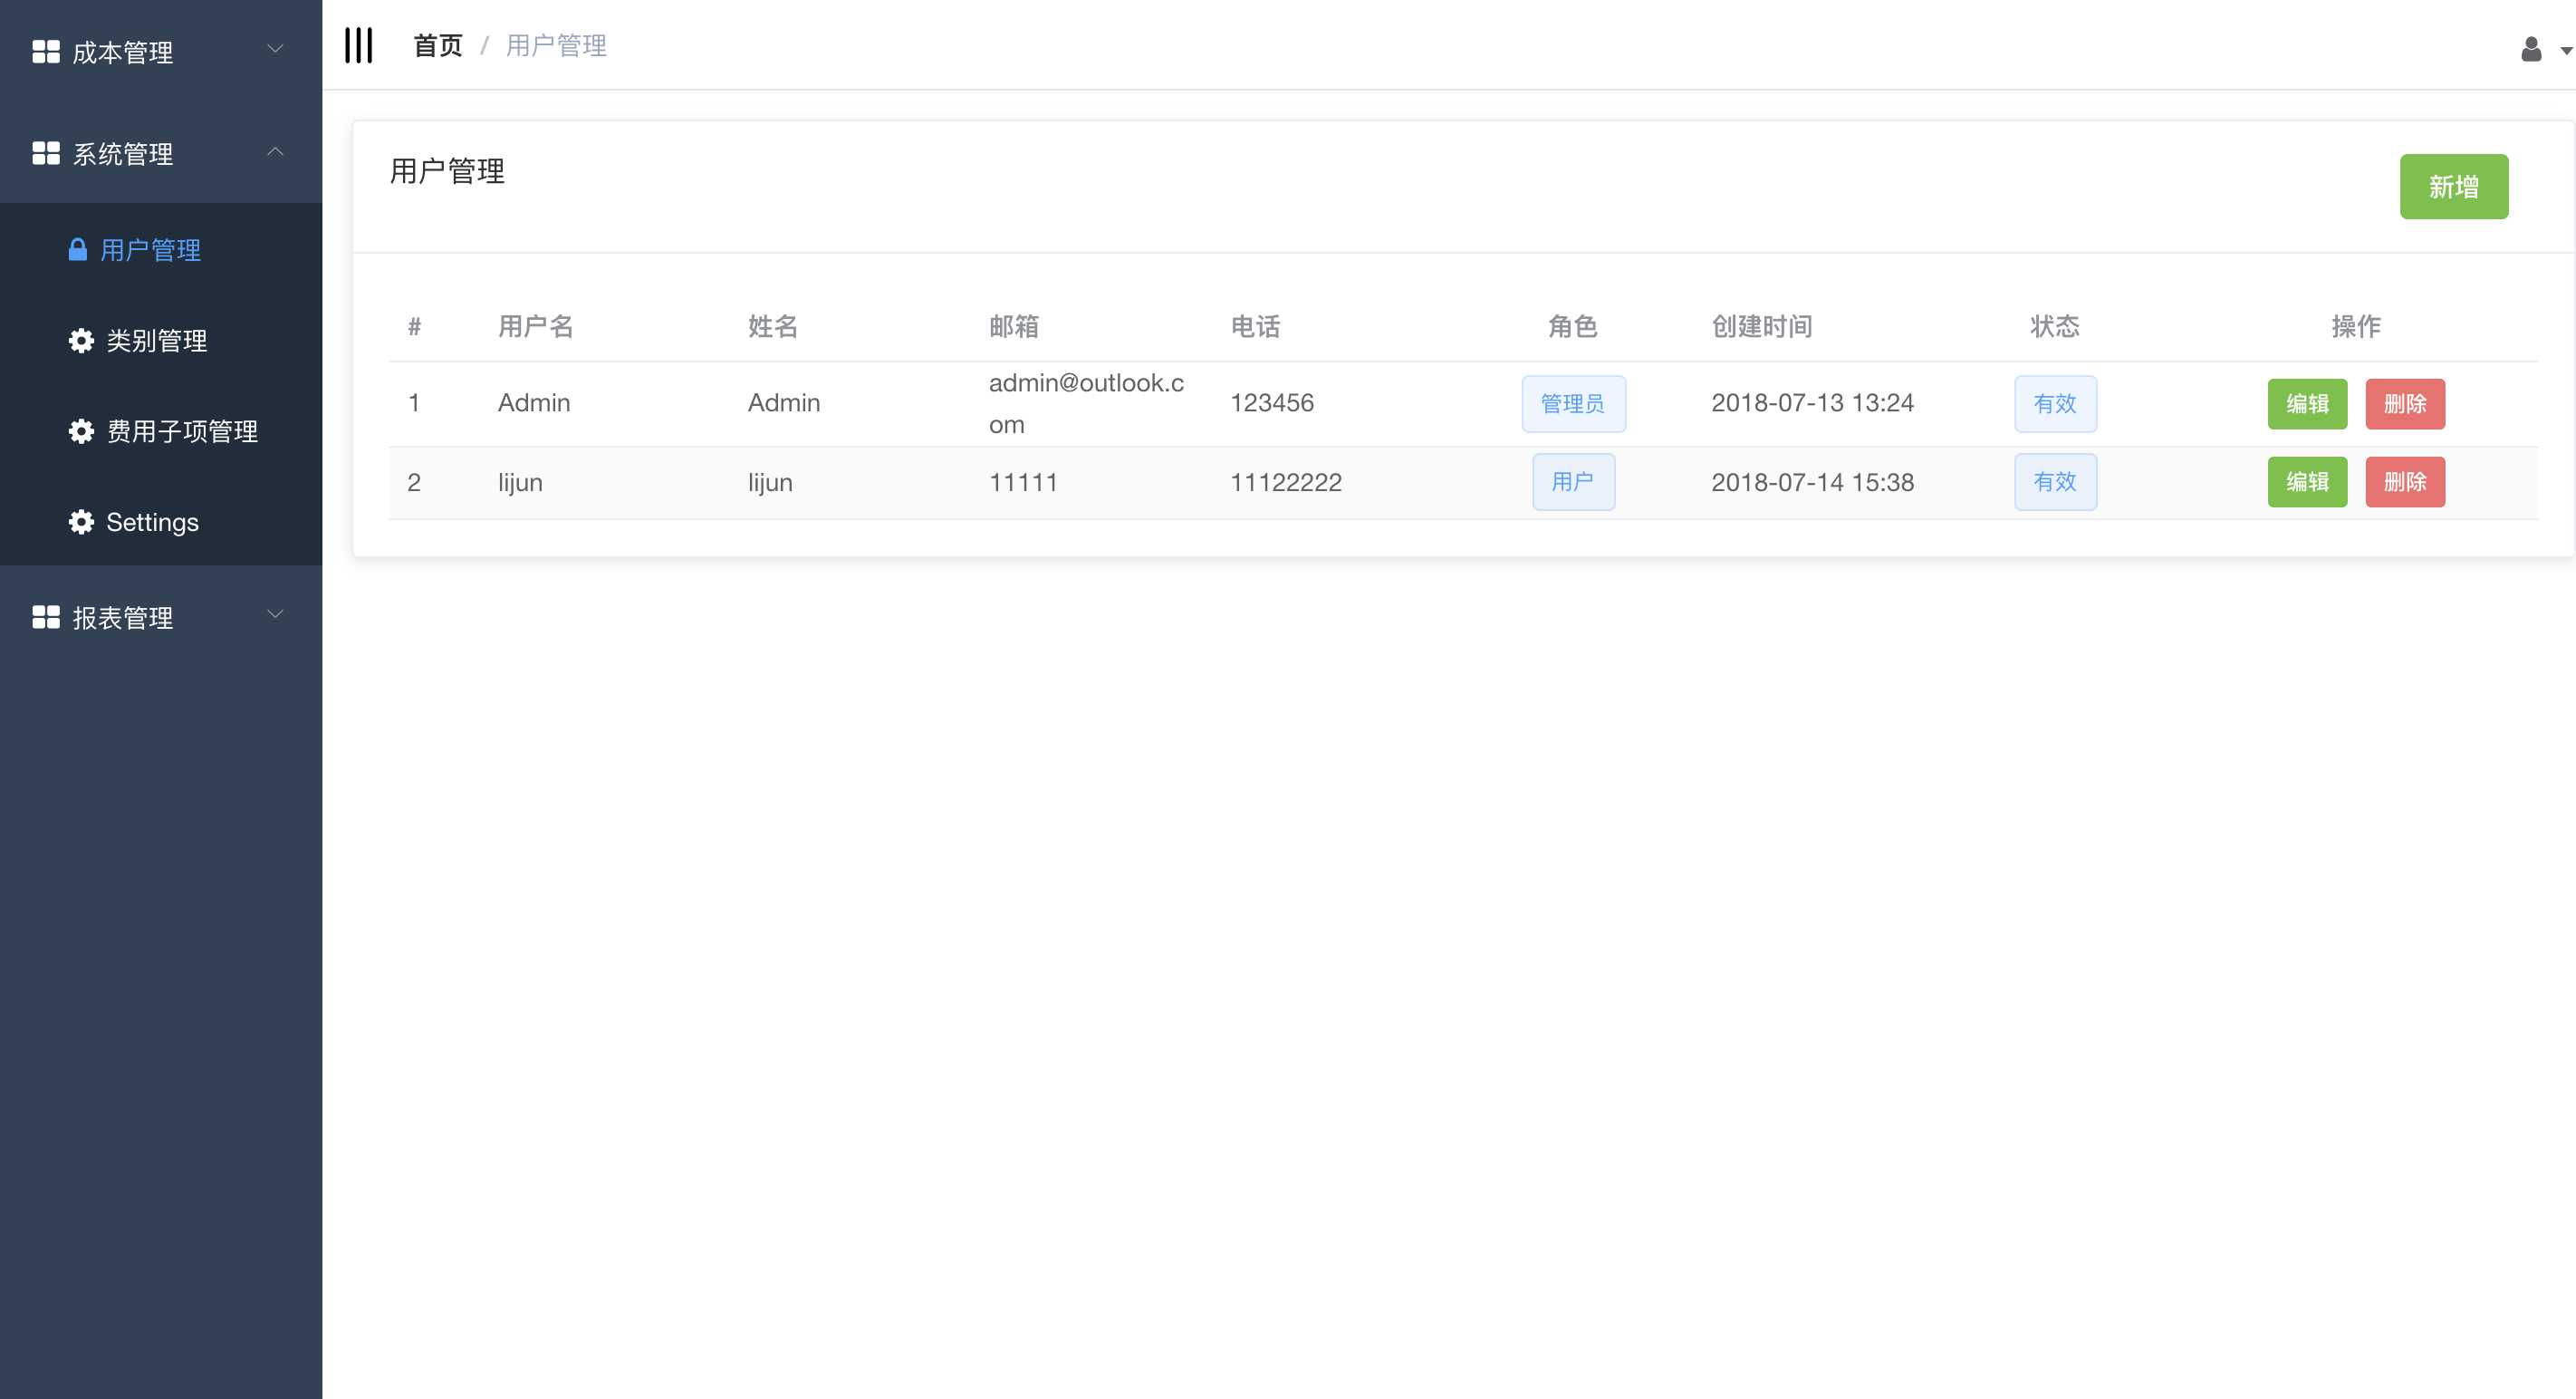 成本管理
系统管理
用户管理
类别管理
费用子项管理
Settings
报表管理
首页 / 用户管理
用户管理
新增
# 用户名 姓名 邮箱 电话 角色 创建时间 状态 操作
1 Admin Admin admin@outlook.c 123456 管理员 2018-07-13 13:24 有效 编辑 删除
om
2 lijun lijun 11111 11122222 用户 2018-07-14 15:38 有效 编辑 删除